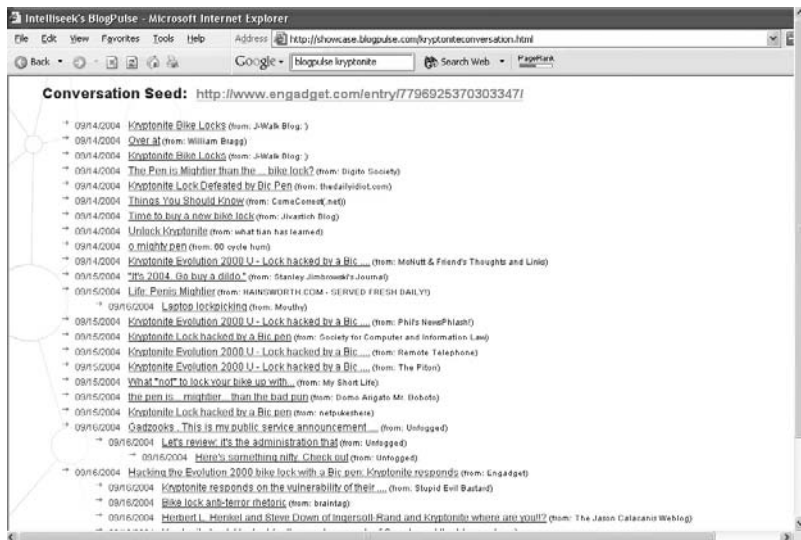 Intelliseek's BlogPulse - Microsoft Internet Explorer
File Edit View Favorites Tools Help Address http://showcase.blogpulse.com/kryptoniteconversation.html
Back Google blogpulse kryptonite Search Web PageRank
Conversation Seed: http://www.engadget.com/entry/7796925370303347/
09/14/2004 Kryptonite Bike Locks (from: J-Walk Blog: )
09/14/2004 Over at (from: William Bragg)
09/14/2004 Kryptonite Bike Locks (from: J-Walk Blog: )
09/14/2004 The Pen is Mightier than the ... bike lock? (from: Digito Society)
09/14/2004 Kryptonite Lock Defeated by Bic Pen (from: thedailyidiot.com)
09/14/2004 Things You Should Know (from: ComeConect(.net))
09/14/2004 Time to buy a new bike lock (from: Jivastich Blog)
09/14/2004 Unlock Kryptonite (from: what tian has learned)
09/14/2004 o mighty pen (from: 60 cycle hum)
09/14/2004 Kryptonite Evolution 2000 U - Lock hacked by a Bic .... (from: McNutt & Friend's Thoughts and Links)
09/15/2004 "It's 2004. Go buy a dildo." (from: Stanley Jimbrowski's Journal)
09/15/2004 Life: Penis Mightier (from: HAINSWORTH.COM - SERVED FRESH DAILY!)
09/16/2004 Laptop lockpicking (from: Mouthy)
09/15/2004 Kryptonite Evolution 2000 U - Lock hacked by a Bic .... (from: Phil's NewsPhlash!)
09/15/2004 Kryptonite Lock hacked by a Bic pen (from: Society for Computer and Information Law)
09/15/2004 Kryptonite Evolution 2000 U - Lock hacked by a Bic .... (from: Remote Telephone)
09/15/2004 Kryptonite Evolution 2000 U - Lock hacked by a Bic .... (from: The Piton)
09/15/2004 What "not" to lock your bike up with... (from: My Short Life)
09/15/2004 the pen is... mightier... than the bad pun (from: Domo Arigato Mr. Boboto)
09/15/2004 Kryptonite Lock hacked by a Bic pen (from: netpukeshere)
09/16/2004 Gadzooks . This is my public service announcement .... (from: Unfogged)
09/16/2004 Let's review: it's the administration that (from: Unfogged)
09/16/2004 Here's something nifty. Check out (from: Unfogged)
09/16/2004 Hacking the Evolution 2000 bike lock with a Bic pen: Kryptonite responds (from: Engadget)
09/16/2004 Kryptonite responds on the vulnerability of their .... (from: Stupid Evil Bastard)
09/16/2004 Bike lock anti-terror rhetoric (from: braintag)
09/16/2004 Herbert L. Henkel and Steve Down of Ingersoll-Rand and Kryptonite where are you!!? (from: The Jason Calacanis Weblog)